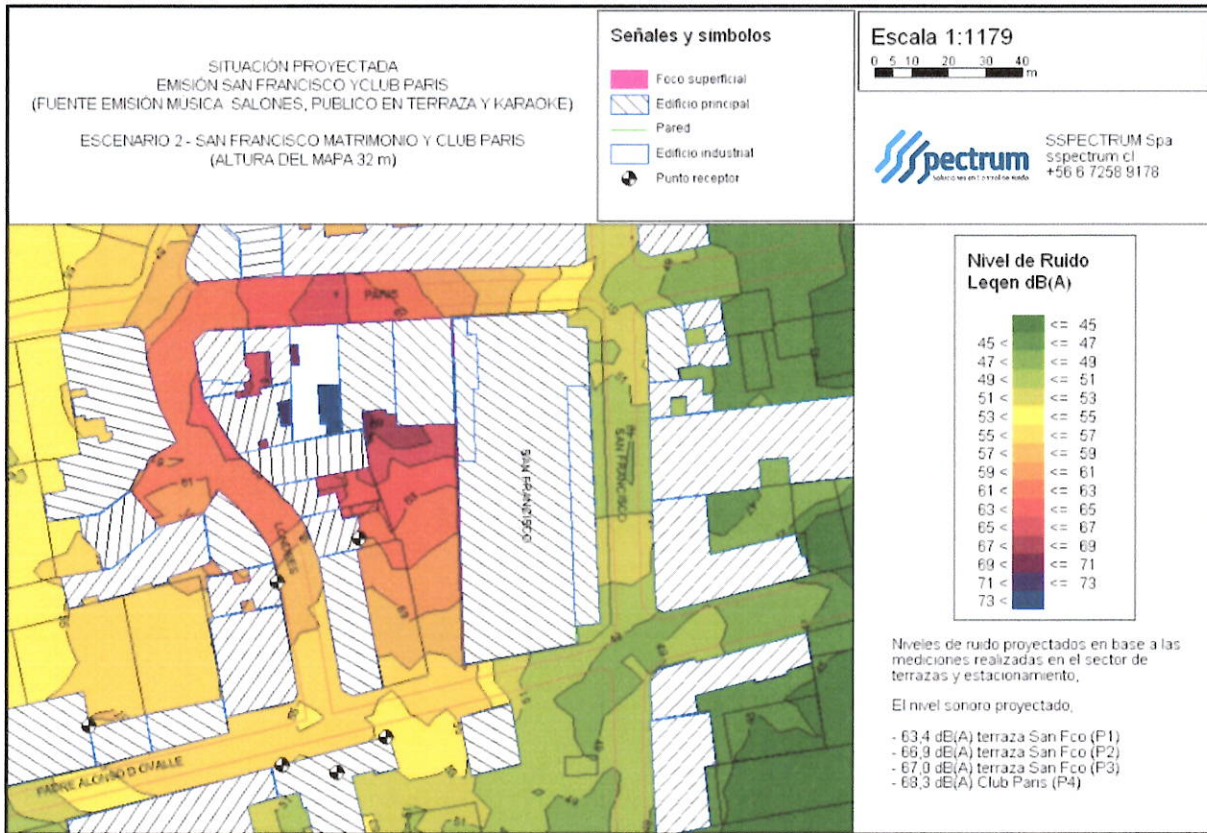 SITUACIÓN PROYECTADA
EMISIÓN SAN FRANCISCO YCLUB PARIS
(FUENTE EMISIÓN MUSICA SALONES, PUBLICO EN TERRAZA Y KARAOKE)
ESCENARIO 2 - SAN FRANCISCO MATRIMONIO Y CLUB PARIS
(ALTURA DEL MAPA 32 m)
Señales y simbolos
Foco superficial
Edificio principal
Pared
Edificio industrial
Punto receptor
Escala 1:1179
0 5 10 20 30 40
m
Spectrum
SSPECTRUM Spa
sspectrum cl
+56 6 7258 9178
PARIS
SAN FRANCISCO
SAN FRANCISCO
LONDRES
PADRE ALONSO D OVALLE
Nivel de Ruido
Leqen dB(A)
<= 45
45 < <= 47
47 < <= 49
49 < <= 51
51 < <= 53
53 < <= 55
55 < <= 57
57 < <= 59
59 < <= 61
61 < <= 63
63 < <= 65
65 < <= 67
67 < <= 69
69 < <= 71
71 < <= 73
73 <
Niveles de ruido proyectados en base a las
mediciones realizadas en el sector de
terrazas y estacionamiento,
El nivel sonoro proyectado,
- 63,4 dB(A) terraza San Fco (P1)
- 66,9 dB(A) terraza San Fco (P2)
- 67,0 dB(A) terraza San Fco (P3)
- 68,3 dB(A) Club Paris (P4)